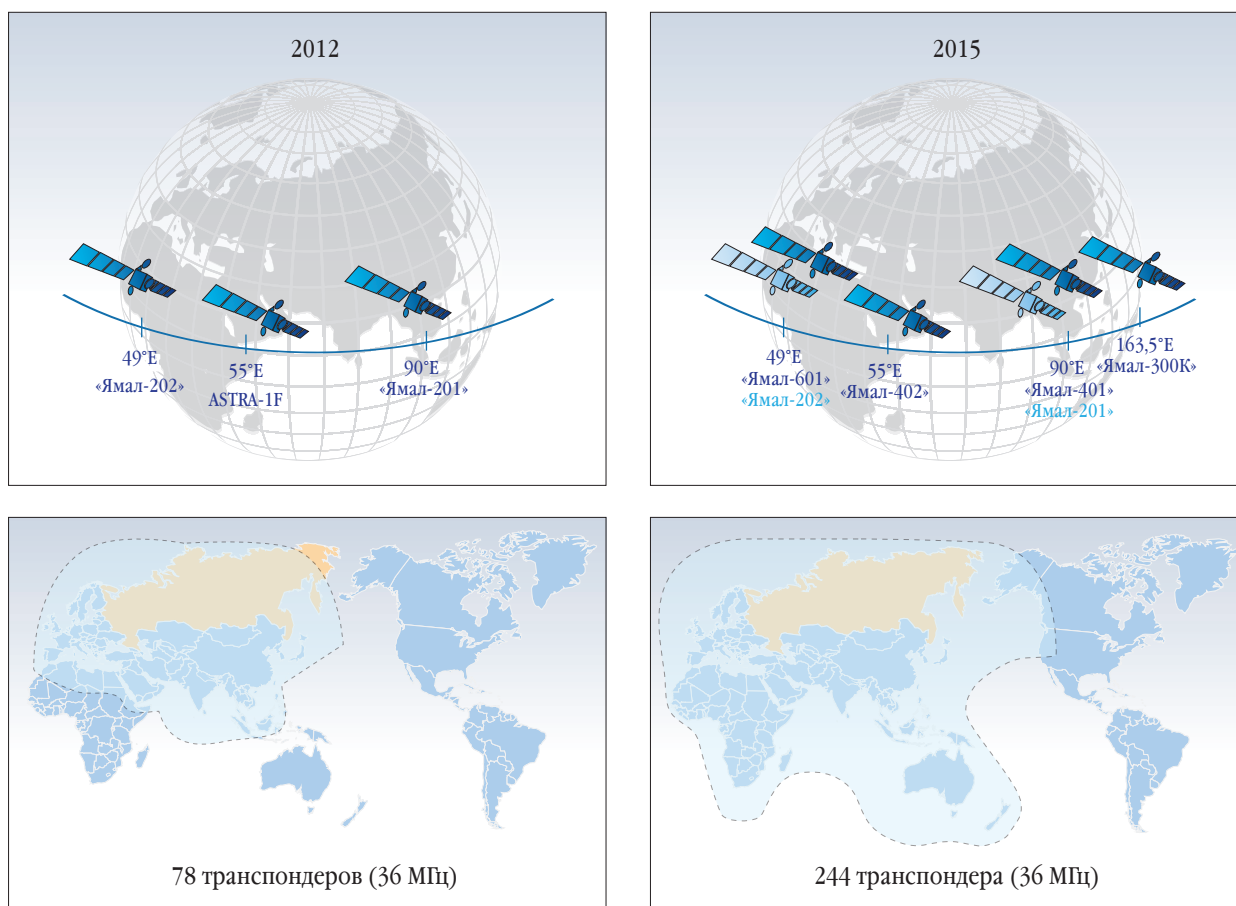 2012
49°E
«Ямал-202»
55°E
ASTRA-1F
90°E
«Ямал-201»
2015
49°E
«Ямал-601»
«Ямал-202»
55°E
«Ямал-402»
90°E
«Ямал-401»
«Ямал-201»
163,5°E
«Ямал-300К»
78 транспондеров (36 МГц)
244 транспондера (36 МГц)